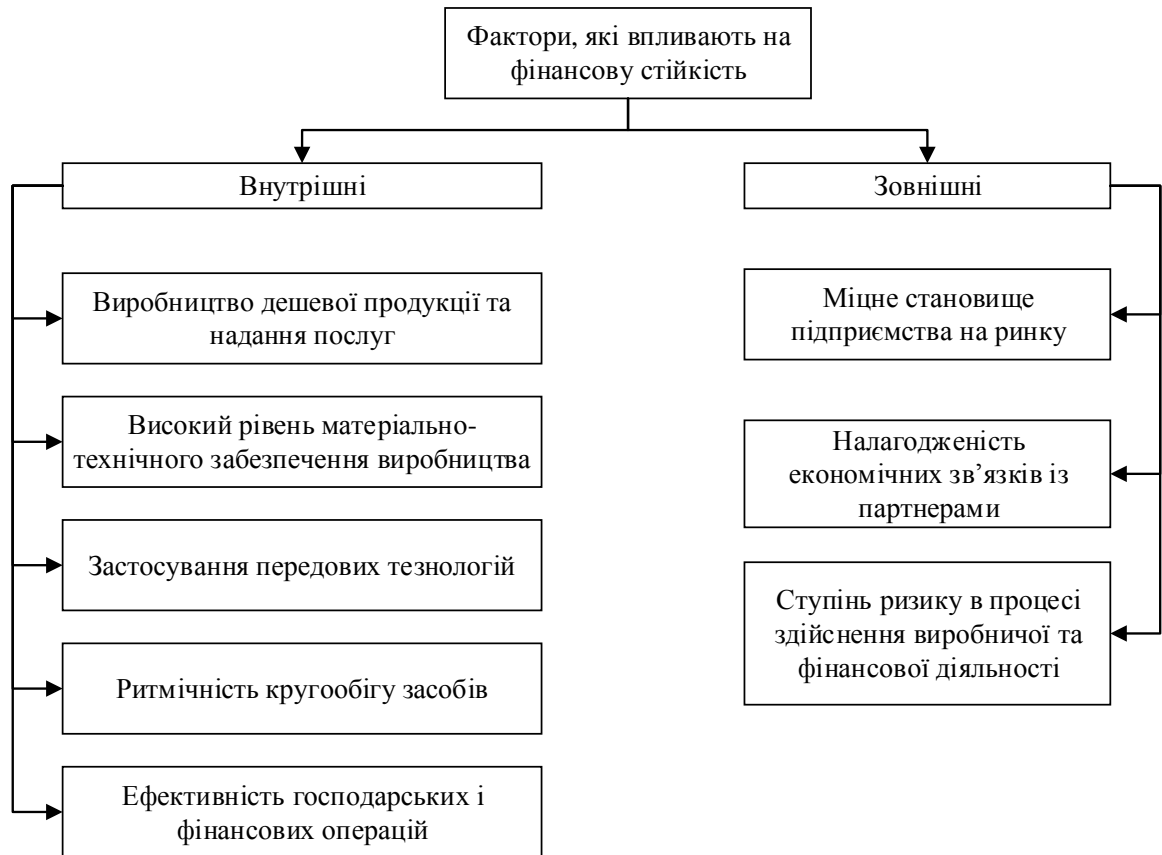 Фактори, які впливають на
фінансову стійкість
Внутрішні
Зовнішні
Виробництво дешевої продукції та
надання послуг
Високий рівень матеріально-
технічного забезпечення виробництва
Застосування передових тезнологій
Ритмічність кругообігу засобів
Ефективність господарських і
фінансових операцій
Міцне становище
підприємства на ринку
Налагодженість
економічних зв’язків із
партнерами
Ступінь ризику в процесі
здійснення виробничої та
фінансової діяльності